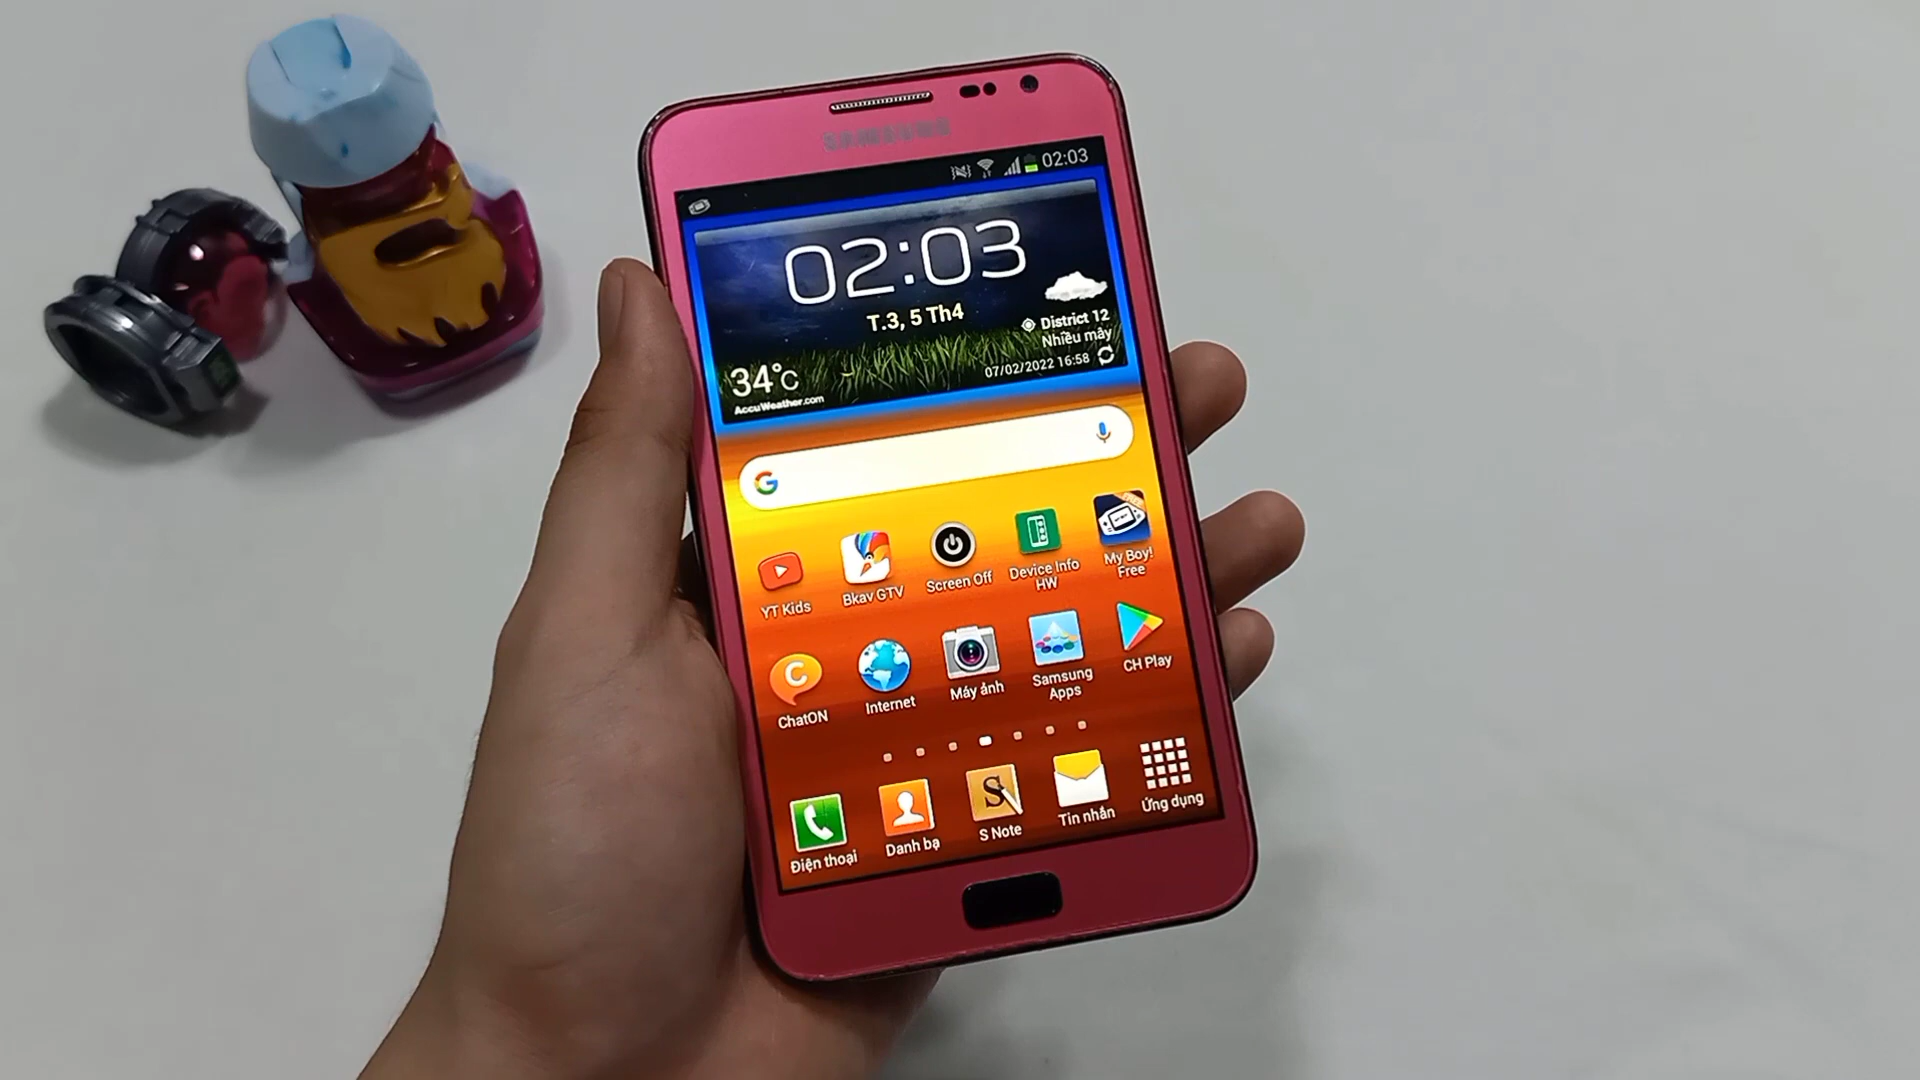 SAMSUNG
02:03
02:03
T.3, 5 Th4
District 12
Nhiều mây
34°C
07/02/2022 16:58
AccuWeather.com
G
YT Kids
Bkav GTV
Screen Off
Device Info
HW
FREE
My Boy!
Free
C
ChatON
Internet
Máy ảnh
Samsung
Apps
CH Play
Điện thoại
Danh bạ
S
S Note
Tin nhắn
Ứng dụng